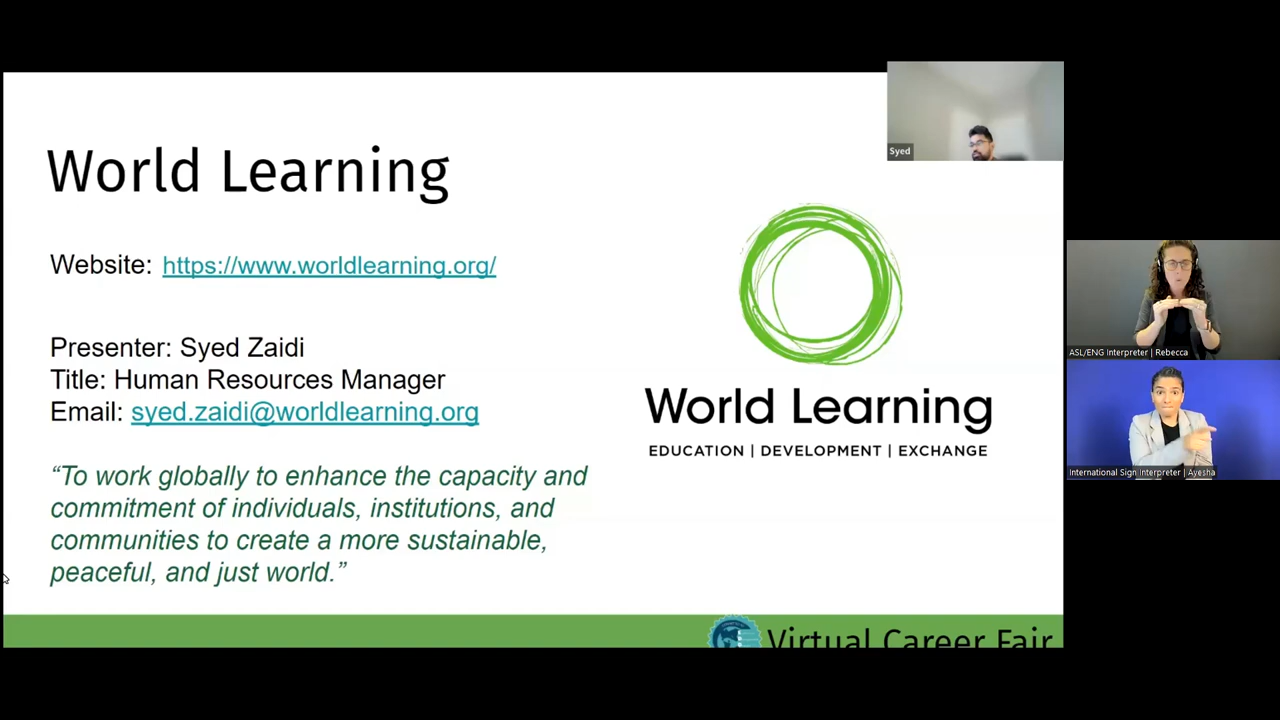 World Learning
Syed
Website: https://www.worldlearning.org/
Presenter: Syed Zaidi
Title: Human Resources Manager
Email: syed.zaidi@worldlearning.org
“To work globally to enhance the capacity and
commitment of individuals, institutions, and
communities to create a more sustainable,
peaceful, and just world.”
World Learning
EDUCATION | DEVELOPMENT | EXCHANGE
ASL/ENG Interpreter | Rebecca
International Sign Interpreter | Ayesha
Virtual Career Fair